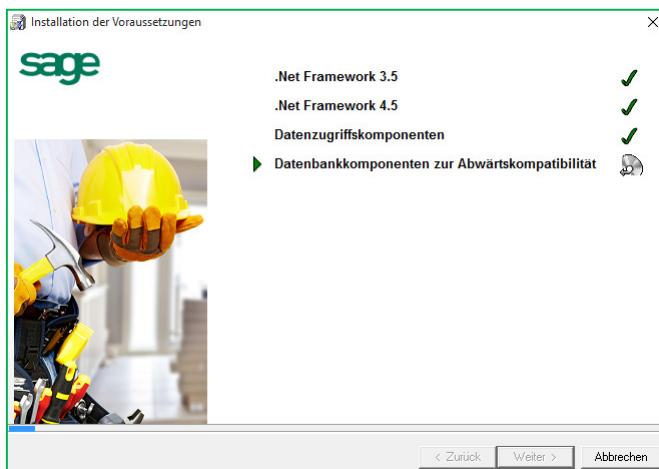 Installation der Voraussetzungen
sage
.Net Framework 3.5
.Net Framework 4.5
Datenzugriffskomponenten
Datenbankkomponenten zur Abwärtskompatibilität
< Zurück
Weiter >
Abbrechen